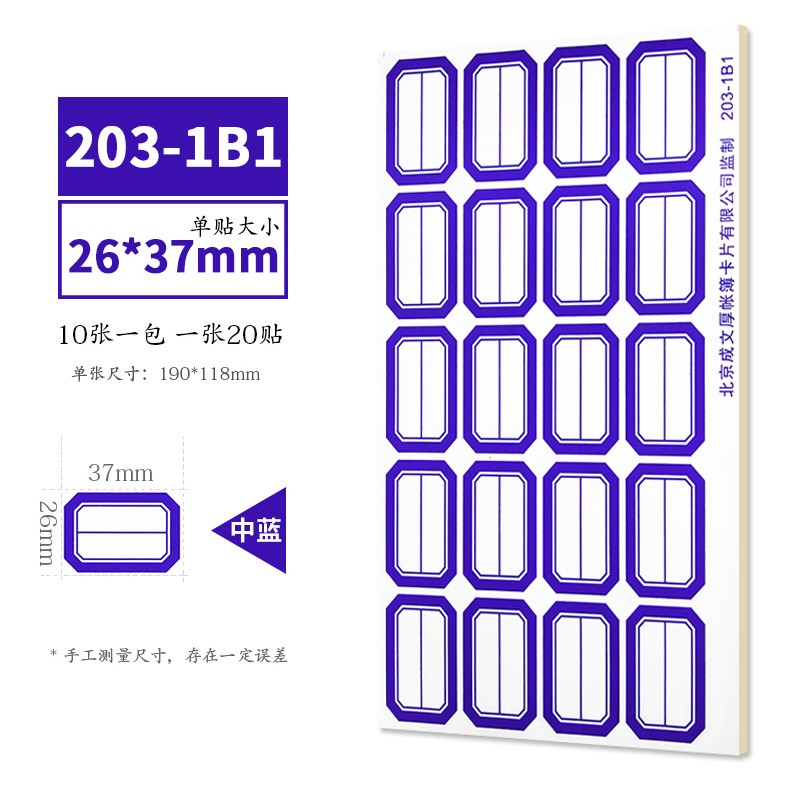 203-1B1
单贴大小
26*37mm
10张一包 一张20贴
单张尺寸：190*118mm
37mm
26mm
中蓝
* 手工测量尺寸，存在一定误差
北京成文厚帐簿卡片有限公司监制 203-1B1